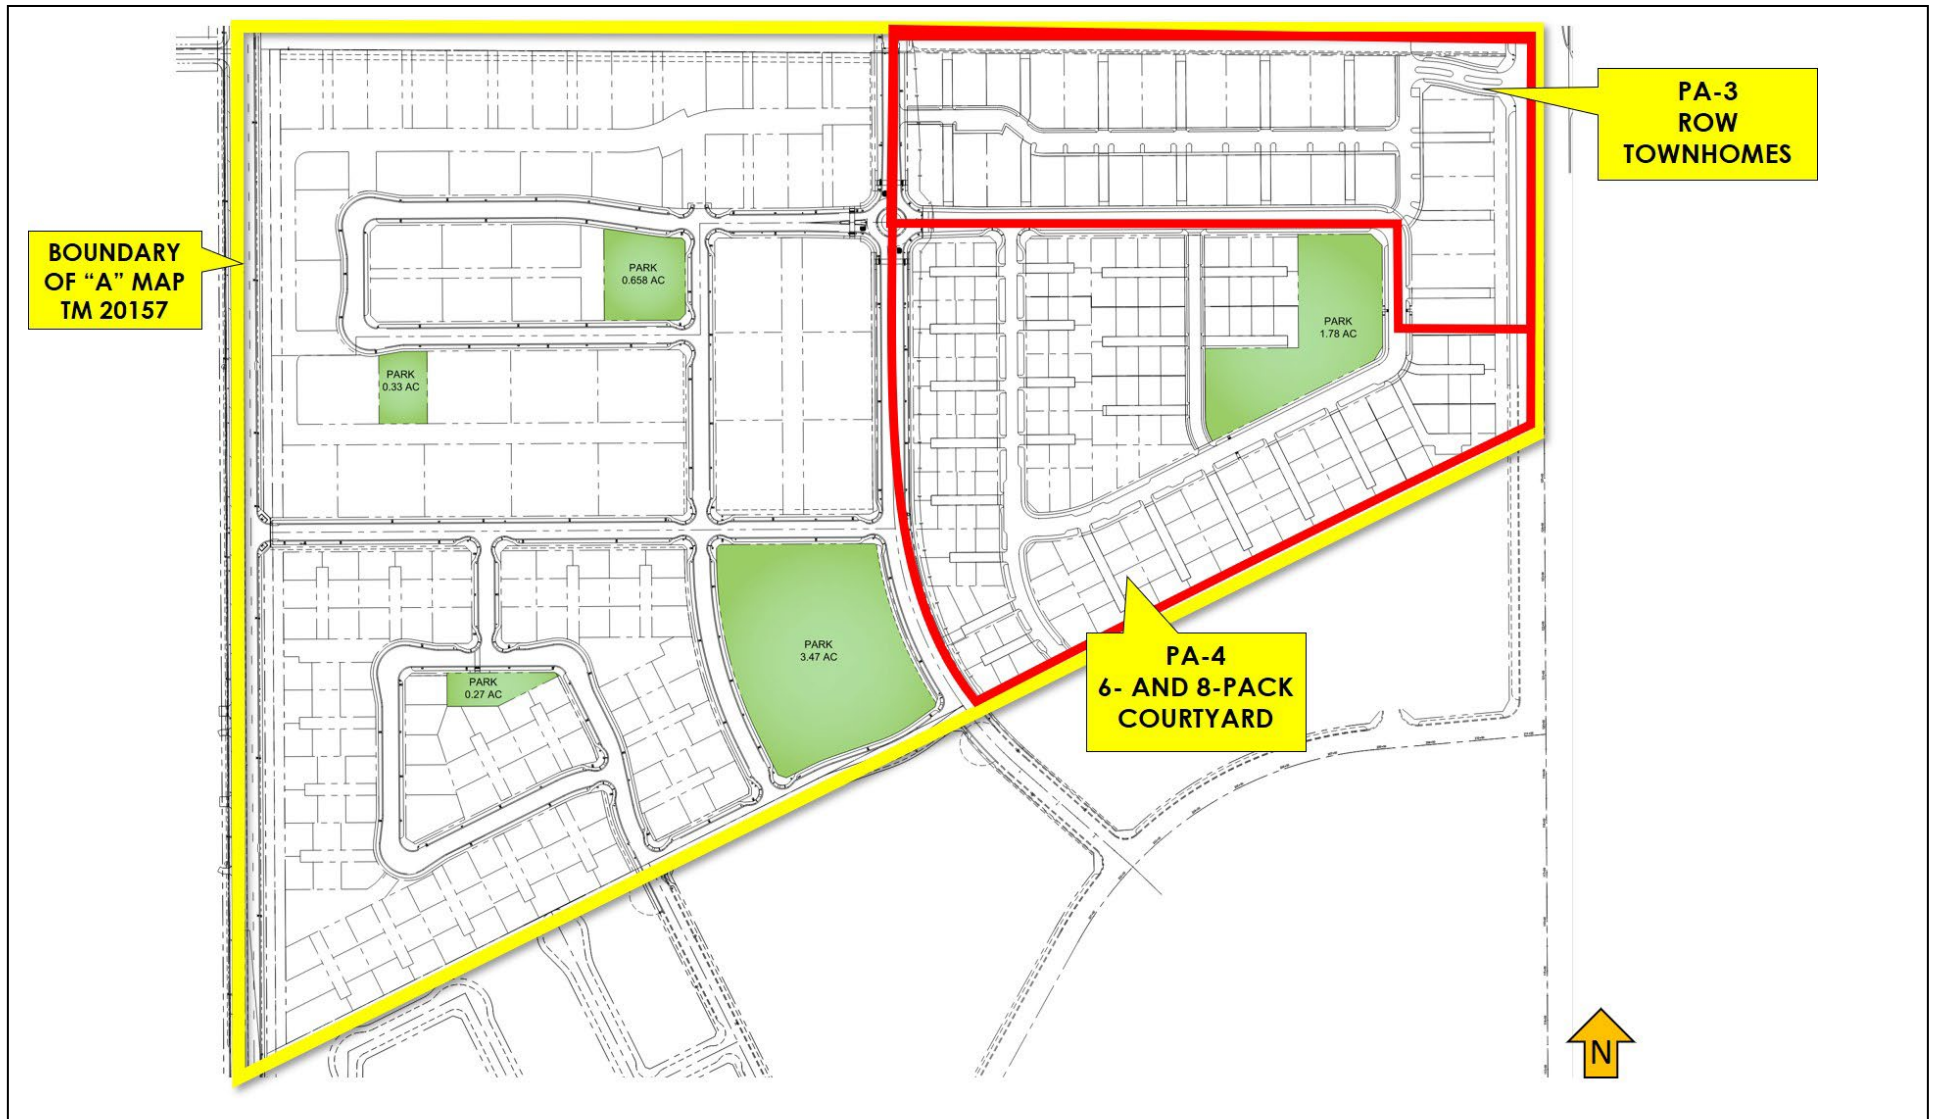 PA-3
ROW
TOWNHOMES
BOUNDARY
OF “A” MAP
TM 20157
PARK
0.658 AC
PARK
1.78 AC
PARK
0.33 AC
PARK
3.47 AC
PARK
0.27 AC
PA-4
6- AND 8-PACK
COURTYARD
N